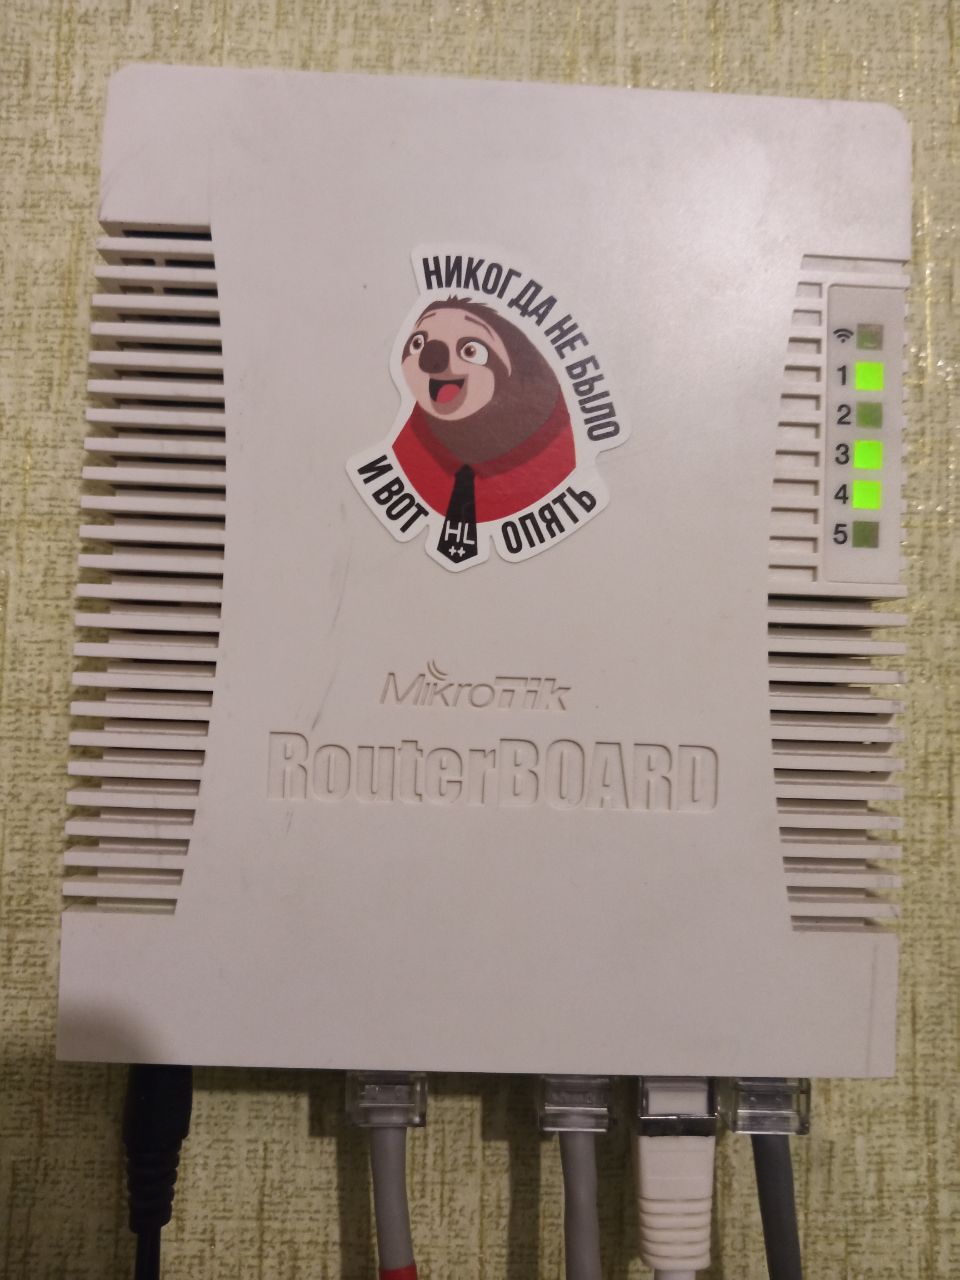 НИКОГДА НЕ БЫЛО
И ВОТ ОПЯТЬ
HL
++
1
2
3
4
5
MikroTik
RouterBOARD